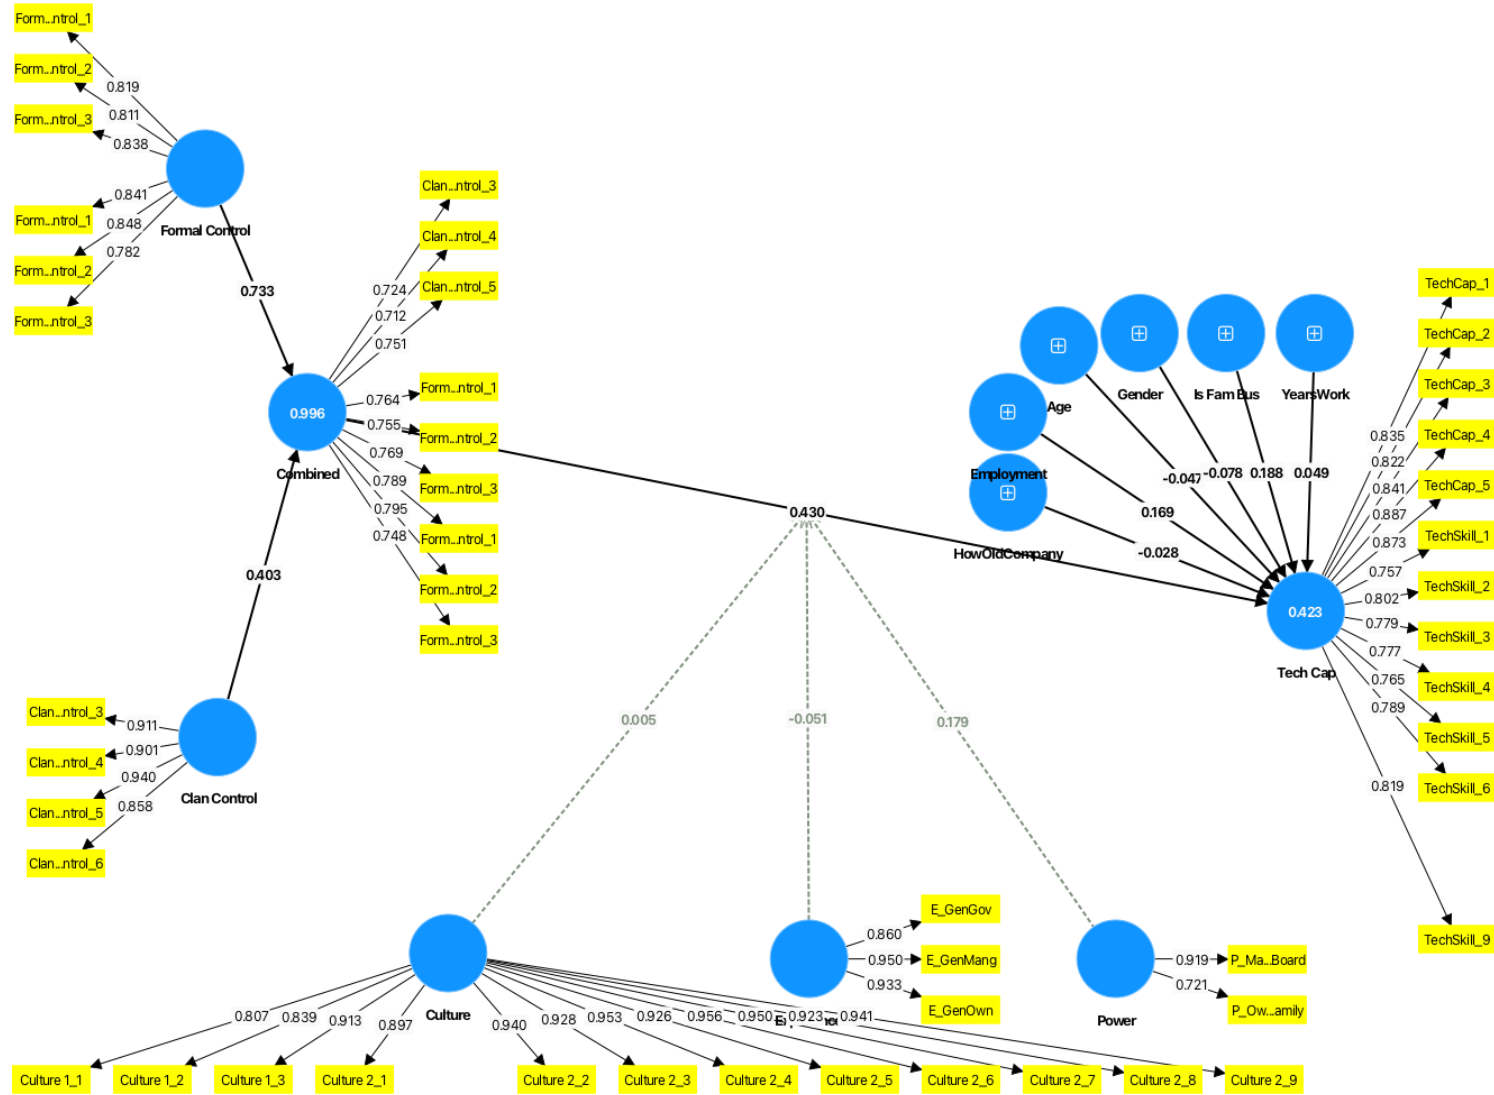 Form...ntrol_1
Form...ntrol_2
Form...ntrol_3
Form...ntrol_1
Form...ntrol_2
Form...ntrol_3
0.819
0.811
0.838
0.841
0.848
0.782
Formal Control
0.733
0.996
Combined
0.403
Clan...ntrol_3
Clan...ntrol_4
Clan...ntrol_5
Form...ntrol_1
Form...ntrol_2
Form...ntrol_3
Form...ntrol_1
Form...ntrol_2
Form...ntrol_3
0.724
0.712
0.751
0.764
0.755
0.769
0.789
0.795
0.748
Clan...ntrol_3
Clan...ntrol_4
Clan...ntrol_5
Clan...ntrol_6
0.911
0.901
0.940
0.858
Clan Control
0.430
Age
Gender
Is Fam Bus
YearsWork
Employment
HowOldCompany
-0.047
-0.078
0.188
0.049
0.169
-0.028
0.423
Tech Cap
TechCap_1
TechCap_2
TechCap_3
TechCap_4
TechCap_5
TechSkill_1
TechSkill_2
TechSkill_3
TechSkill_4
TechSkill_5
TechSkill_6
TechSkill_9
0.835
0.822
0.841
0.887
0.873
0.757
0.802
0.779
0.777
0.765
0.789
0.819
0.005
-0.051
0.179
Culture
0.807
0.839
0.913
0.897
0.940
0.928
0.953
0.926
0.956
0.950
0.923
0.941
Culture 1_1
Culture 1_2
Culture 1_3
Culture 2_1
Culture 2_2
Culture 2_3
Culture 2_4
Culture 2_5
Culture 2_6
Culture 2_7
Culture 2_8
Culture 2_9
0.860
0.950
0.933
E_GenGov
E_GenMang
E_GenOwn
Power
0.919
0.721
P_Ma...Board
P_Ow...amily